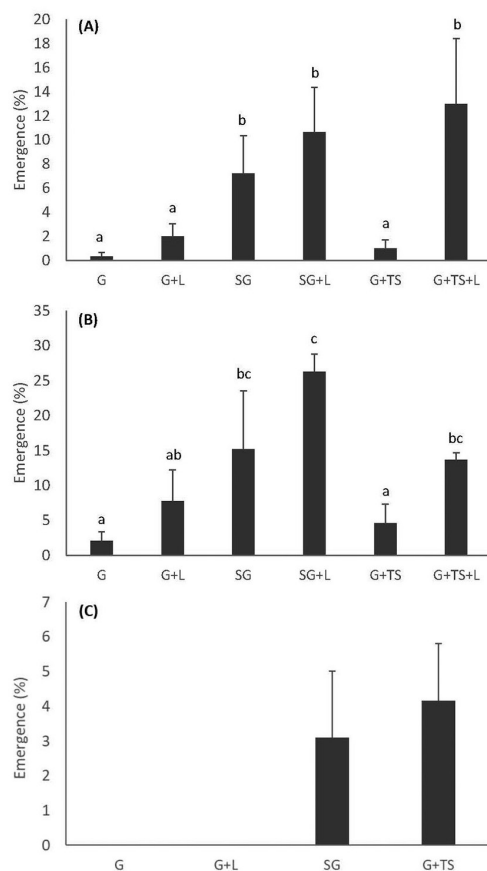 (A)
20
18
16
14
12
10
8
6
4
2
0
Emergence (%)
a
a
b
b
a
b
G G+L SG SG+L G+TS G+TS+L
(B)
35
30
25
20
15
10
5
0
Emergence (%)
a
ab
bc
c
a
bc
G G+L SG SG+L G+TS G+TS+L
(C)
7
6
5
4
3
2
1
0
Emergence (%)
G G+L SG G+TS